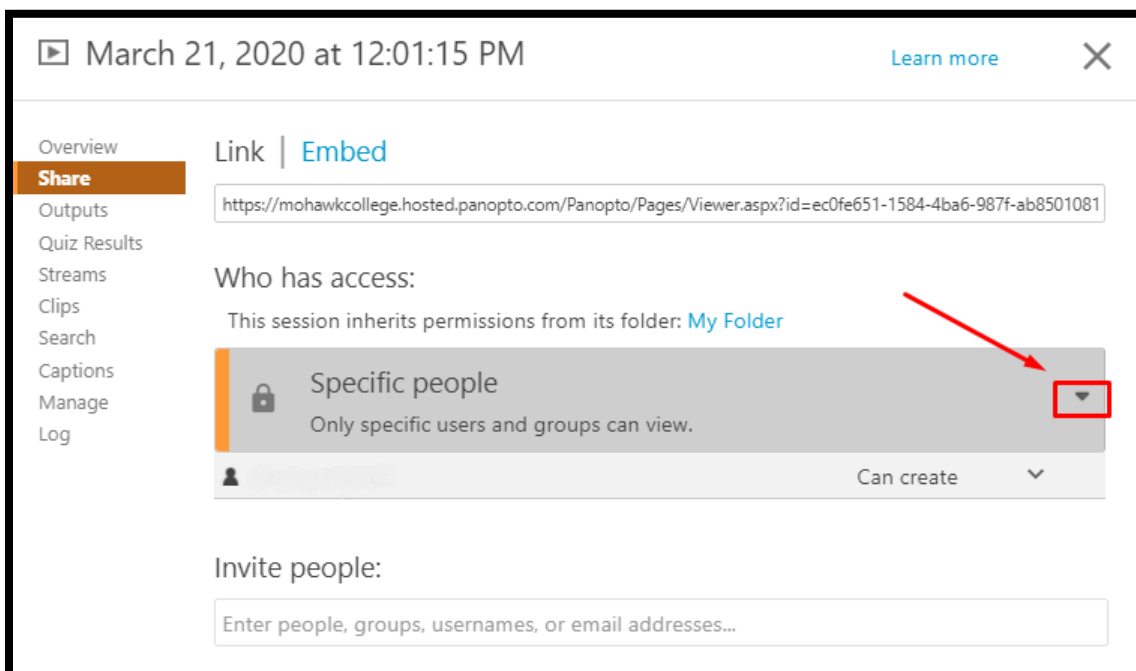 March 21, 2020 at 12:01:15 PM
Learn more
Overview
Share
Outputs
Quiz Results
Streams
Clips
Search
Captions
Manage
Log
Link | Embed
https://mohawkcollege.hosted.panopto.com/Panopto/Pages/Viewer.aspx?id=ec0fe651-1584-4ba6-987f-ab8501081
Who has access:
This session inherits permissions from its folder: My Folder
Specific people
Only specific users and groups can view.
Can create
Invite people:
Enter people, groups, usernames, or email addresses...